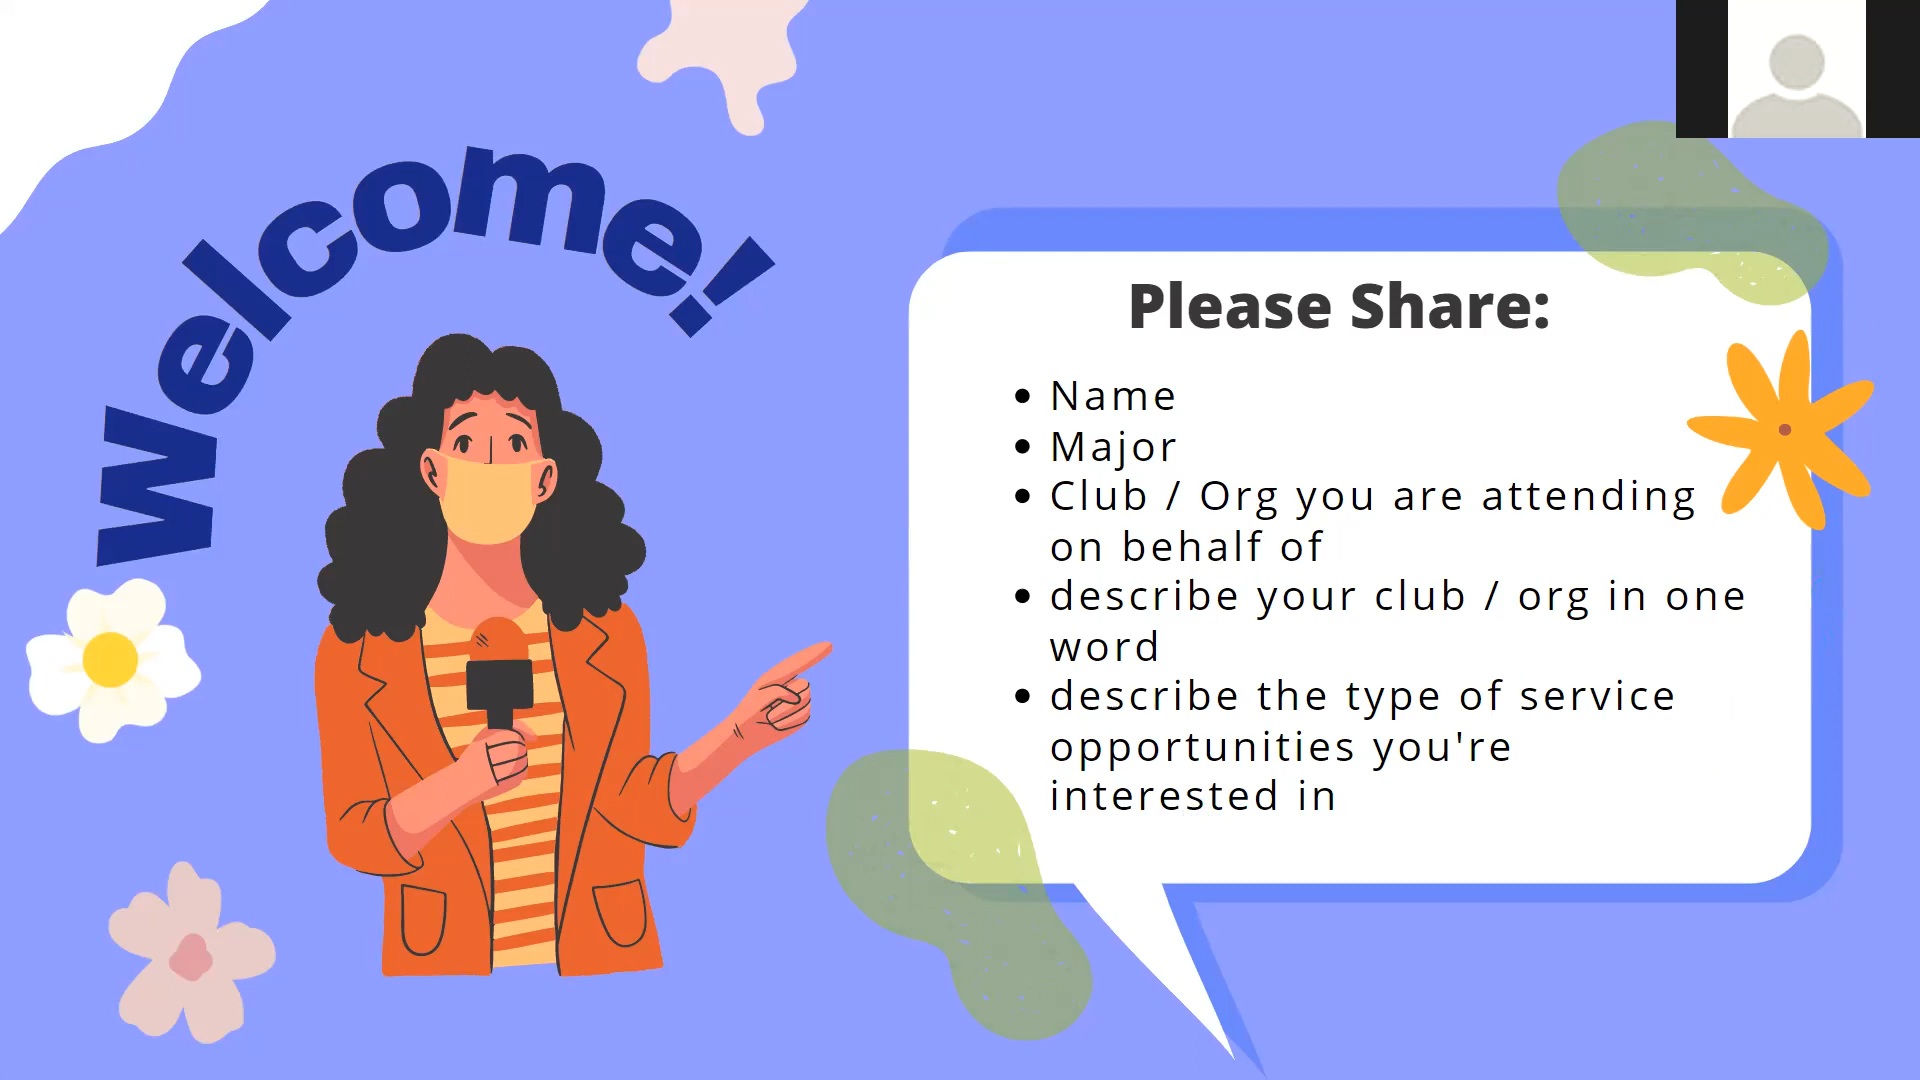 Welcome!
Please Share:
Name
Major
Club / Org you are attending
on behalf of
describe your club / org in one
word
describe the type of service
opportunities you're
interested in